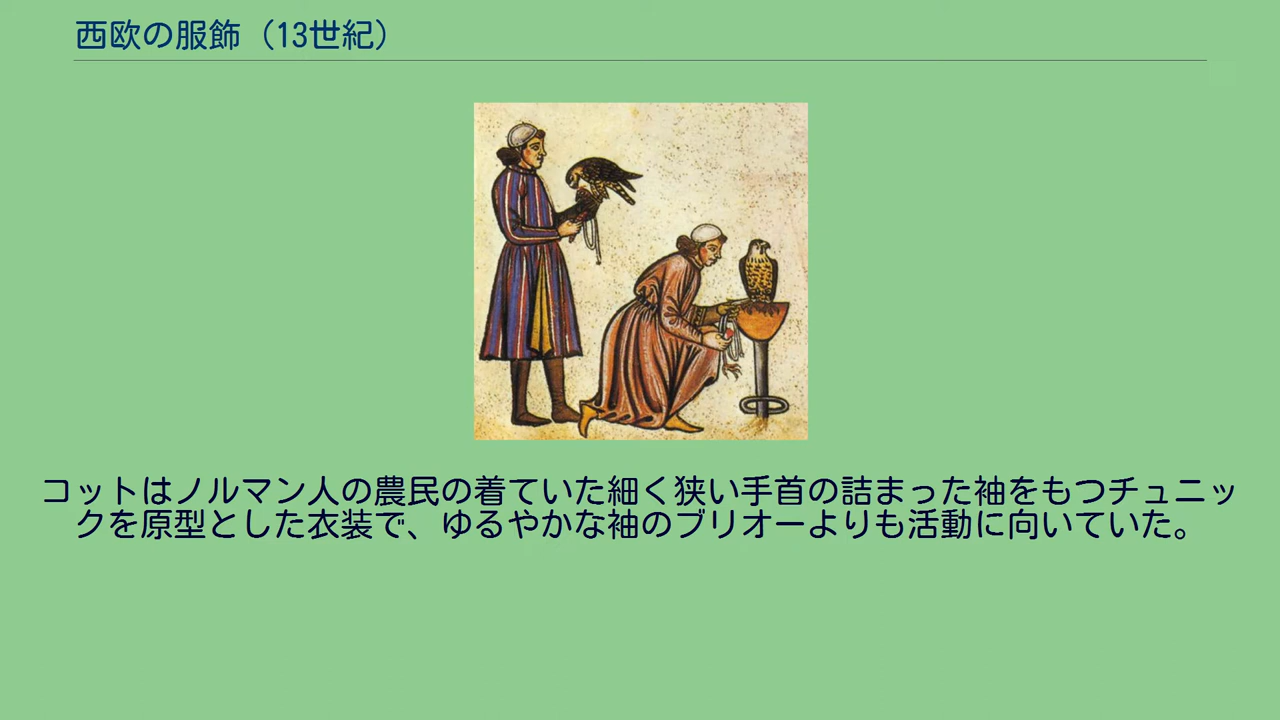 西欧の服飾（13世紀）
コットはノルマン人の農民の着ていた細く狭い手首の詰まった袖をもつチュニッ
クを原型とした衣装で、ゆるやかな袖のブリオーよりも活動に向いていた。